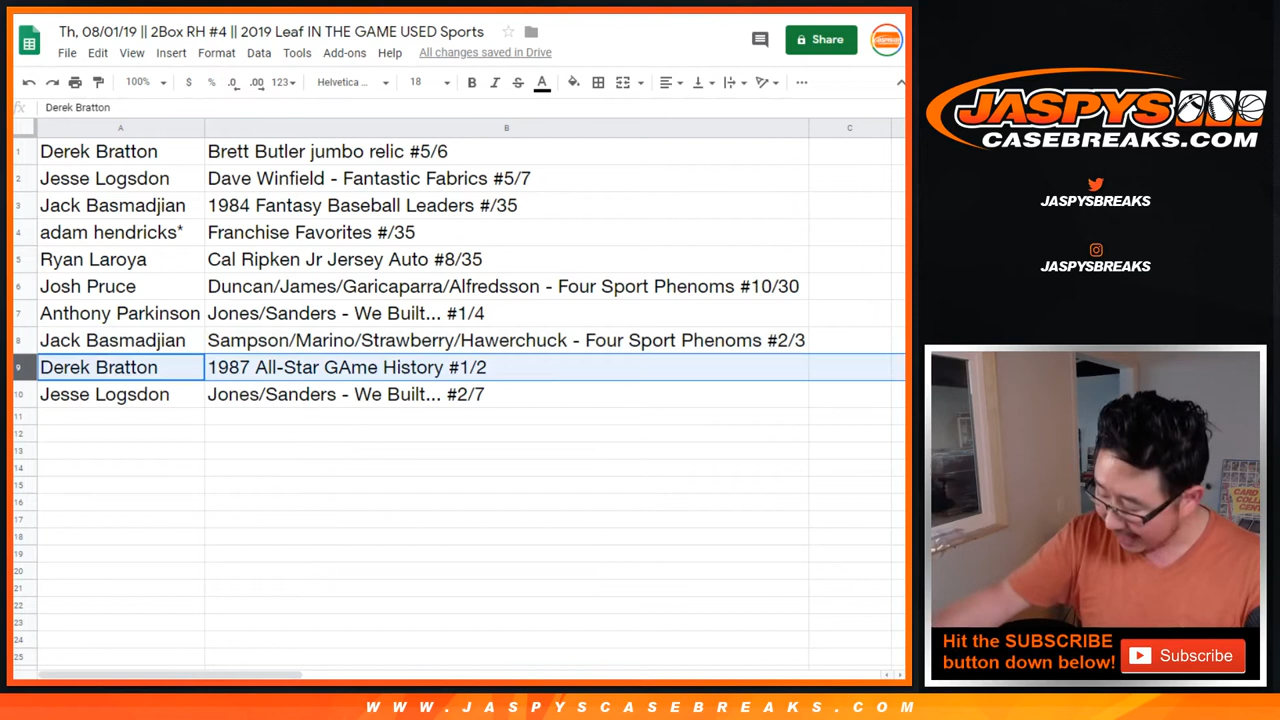 Th, 08/01/19 || 2Box RH #4 || 2019 Leaf IN THE GAME USED Sports
File Edit View Insert Format Data Tools Add-ons Help All changes saved in Drive
Share
100% $ % .0 .00 123 Helvetica ... 18 B I S A
fx Derek Bratton
A B C
1 Derek Bratton Brett Butler jumbo relic #5/6
2 Jesse Logsdon Dave Winfield - Fantastic Fabrics #5/7
3 Jack Basmadjian 1984 Fantasy Baseball Leaders #/35
4 adam hendricks* Franchise Favorites #/35
5 Ryan Laroya Cal Ripken Jr Jersey Auto #8/35
6 Josh Pruce Duncan/James/Garicaparra/Alfredsson - Four Sport Phenoms #10/30
7 Anthony Parkinson Jones/Sanders - We Built... #1/4
8 Jack Basmadjian Sampson/Marino/Strawberry/Hawerchuck - Four Sport Phenoms #2/3
9 Derek Bratton 1987 All-Star GAme History #1/2
10 Jesse Logsdon Jones/Sanders - We Built... #2/7
11
12
13
14
15
16
17
18
19
20
21
22
23
24
25
JASPYS
CASEBREAKS.COM
JASPYSBREAKS
JASPYSBREAKS
CARD
Hit the SUBSCRIBE
button down below!
Subscribe
WWW.JASPYSCASEBREAKS.COM